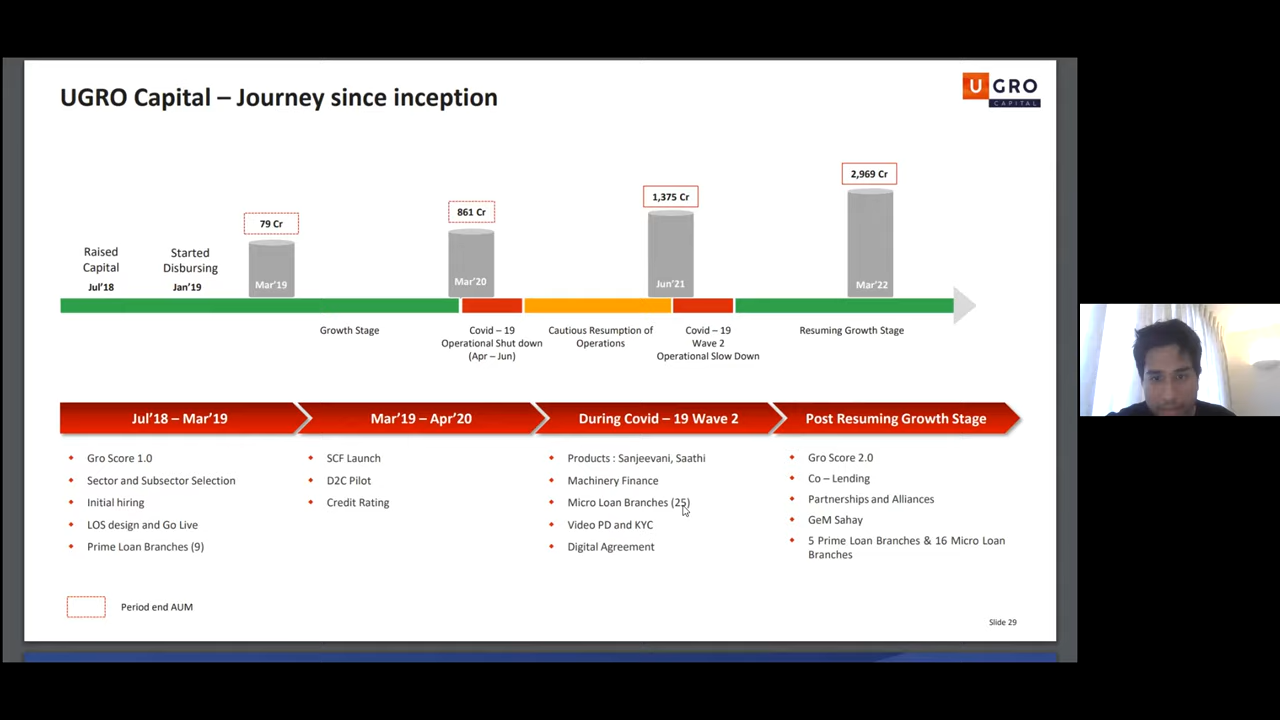 UGRO Capital – Journey since inception
U GRO
CAPITAL
2,969 Cr
1,375 Cr
861 Cr
79 Cr
Raised
Capital
Jul'18
Started
Disbursing
Jan'19
Mar'19
Mar'20
Jun'21
Mar'22
Growth Stage
Covid – 19
Operational Shut down
(Apr – Jun)
Cautious Resumption of
Operations
Covid – 19
Wave 2
Operational Slow Down
Resuming Growth Stage
Jul'18 – Mar'19
Mar'19 – Apr'20
During Covid – 19 Wave 2
Post Resuming Growth Stage
Gro Score 1.0
Sector and Subsector Selection
Initial hiring
LOS design and Go Live
Prime Loan Branches (9)
SCF Launch
D2C Pilot
Credit Rating
Products : Sanjeevani, Saathi
Machinery Finance
Micro Loan Branches (25)
Video PD and KYC
Digital Agreement
Gro Score 2.0
Co – Lending
Partnerships and Alliances
GeM Sahay
5 Prime Loan Branches & 16 Micro Loan
Branches
Period end AUM
Slide 29